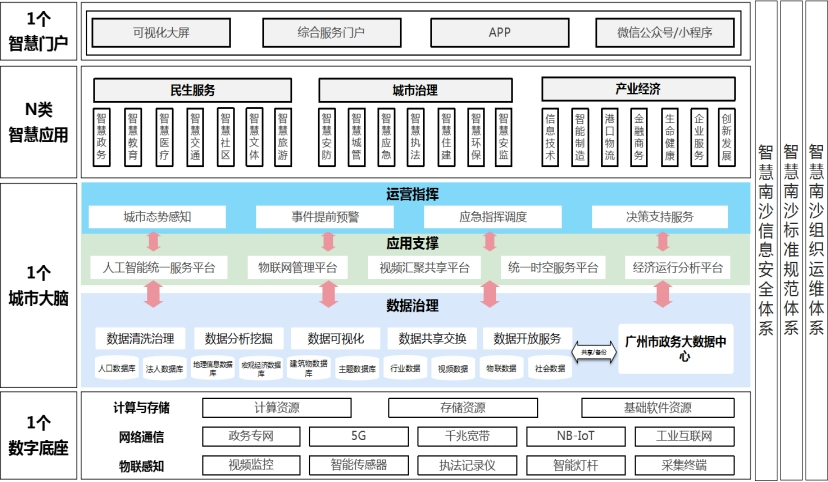 1个
智慧门户
可视化大屏
综合服务门户
APP
微信公众号/小程序
N类
智慧应用
民生服务
智慧政务
智慧教育
智慧医疗
智慧交通
智慧社区
智慧文体
智慧旅游
城市治理
智慧安防
智慧城管
智慧应急
智慧执法
智慧住建
智慧环保
智慧安监
产业经济
信息技术
智能制造
港口物流
金融商务
生命健康
企业服务
创新发展
1个
城市大脑
运营指挥
城市态势感知
事件提前预警
应急指挥调度
决策支持服务
应用支撑
人工智能统一服务平台
物联网管理平台
视频汇聚共享平台
统一时空服务平台
经济运行分析平台
数据治理
数据清洗治理
数据分析挖掘
数据可视化
数据共享交换
数据开放服务
人口数据库
法人数据库
地理信息数据
库
宏观经济数据
库
建筑物数据
库
主题数据库
行业数据
视频数据
物联数据
社会数据
共享/备份
广州市政务大数据中
心
1个
数字底座
计算与存储
计算资源
存储资源
基础软件资源
网络通信
政务专网
5G
千兆宽带
NB-IoT
工业互联网
物联感知
视频监控
智能传感器
执法记录仪
智能灯杆
采集终端
智慧南沙信息安全体系
智慧南沙标准规范体系
智慧南沙组织运维体系